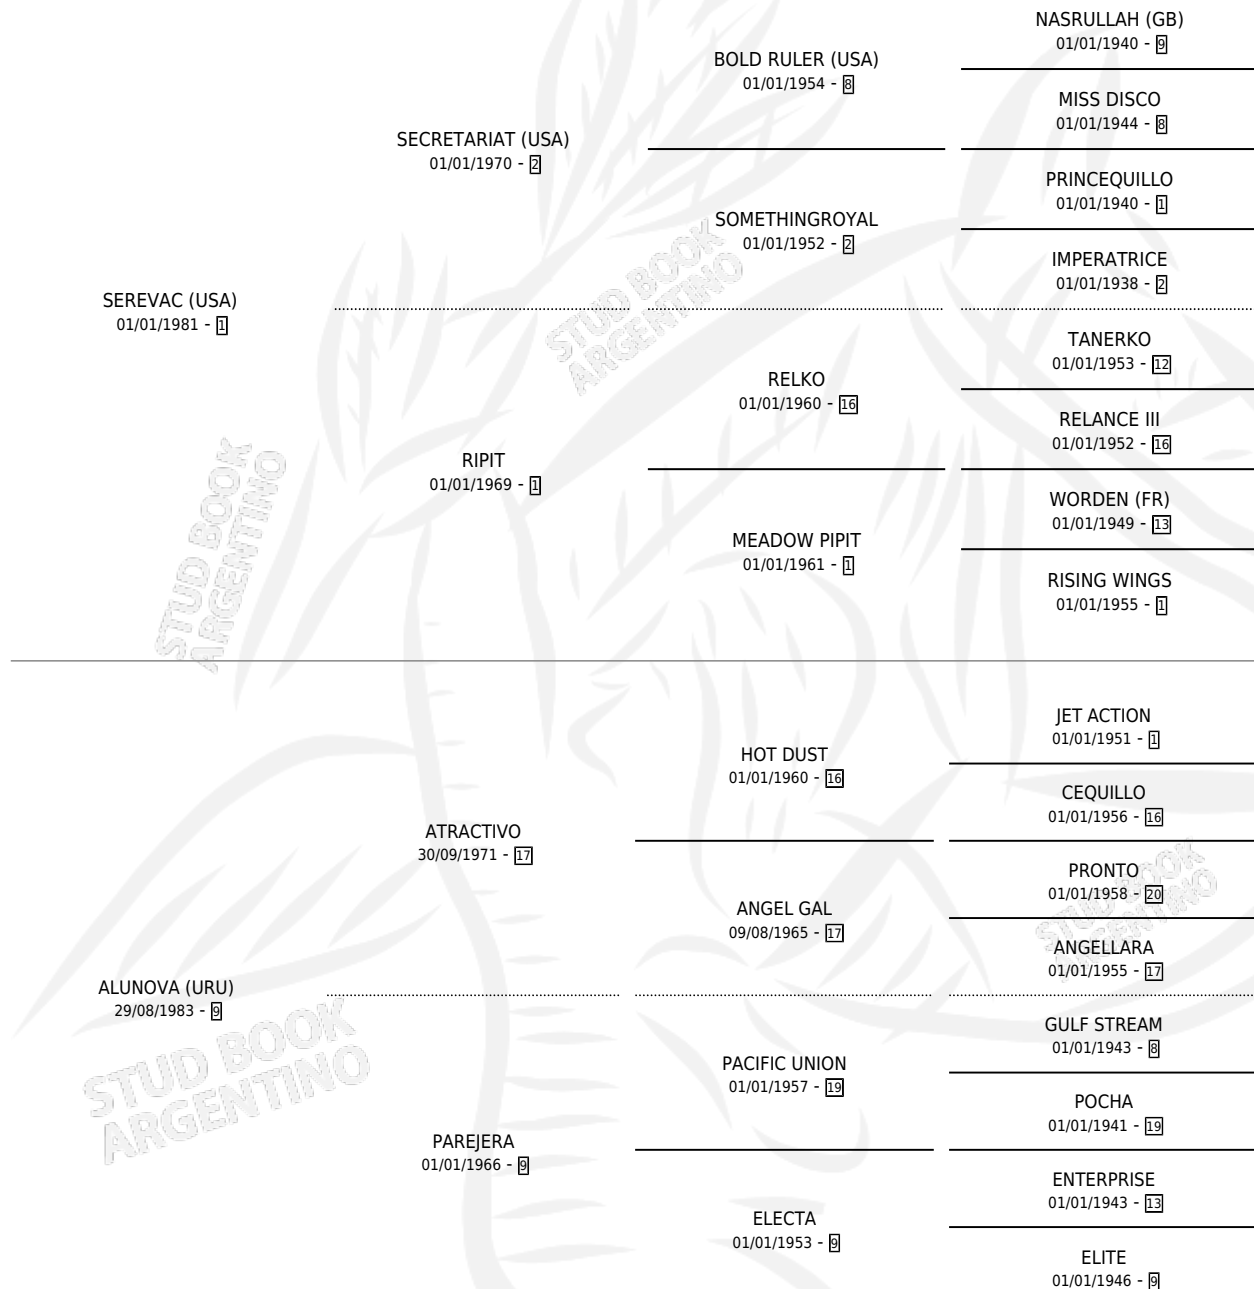 NASRULLAH (GB)
01/01/1940 - 9
BOLD RULER (USA)
01/01/1954 - 8
MISS DISCO
01/01/1944 - 8
SECRETARIAT (USA)
01/01/1970 - 2
PRINCEQUILLO
01/01/1940 - 1
SOMETHINGROYAL
01/01/1952 - 2
IMPERATRICE
01/01/1938 - 2
SEREVAC (USA)
01/01/1981 - 1
STUD BOOK
ARGENTINO
TANERKO
01/01/1953 - 12
RELKO
01/01/1960 - 16
RELANCE III
01/01/1952 - 16
RIPIT
01/01/1969 - 1
WORDEN (FR)
01/01/1949 - 13
MEADOW PIPIT
01/01/1961 - 1
RISING WINGS
01/01/1955 - 1
STUD BOOK
ARGENTINO
JET ACTION
01/01/1951 - 1
HOT DUST
01/01/1960 - 16
CEQUILLO
01/01/1956 - 16
ATRACTIVO
30/09/1971 - 17
PRONTO
01/01/1958 - 20
ANGEL GAL
09/08/1965 - 17
STUD BOOK
ARGENTINO
ANGELLARA
01/01/1955 - 17
ALUNOVA (URU)
29/08/1983 - 9
GULF STREAM
01/01/1943 - 8
PACIFIC UNION
01/01/1957 - 19
STUD BOOK
ARGENTINO
POCHA
01/01/1941 - 19
PAREJERA
01/01/1966 - 9
ENTERPRISE
01/01/1943 - 13
ELECTA
01/01/1953 - 9
ELITE
01/01/1946 - 9